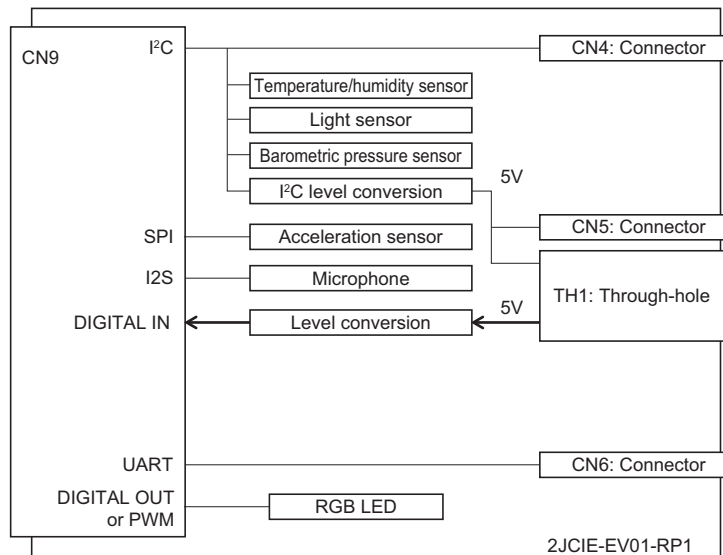 CN9
I²C
CN4: Connector
Temperature/humidity sensor
Light sensor
Barometric pressure sensor
I²C level conversion
5V
CN5: Connector
SPI
Acceleration sensor
I2S
Microphone
TH1: Through-hole
DIGITAL IN
Level conversion
5V
UART
CN6: Connector
DIGITAL OUT
or PWM
RGB LED
2JCIE-EV01-RP1